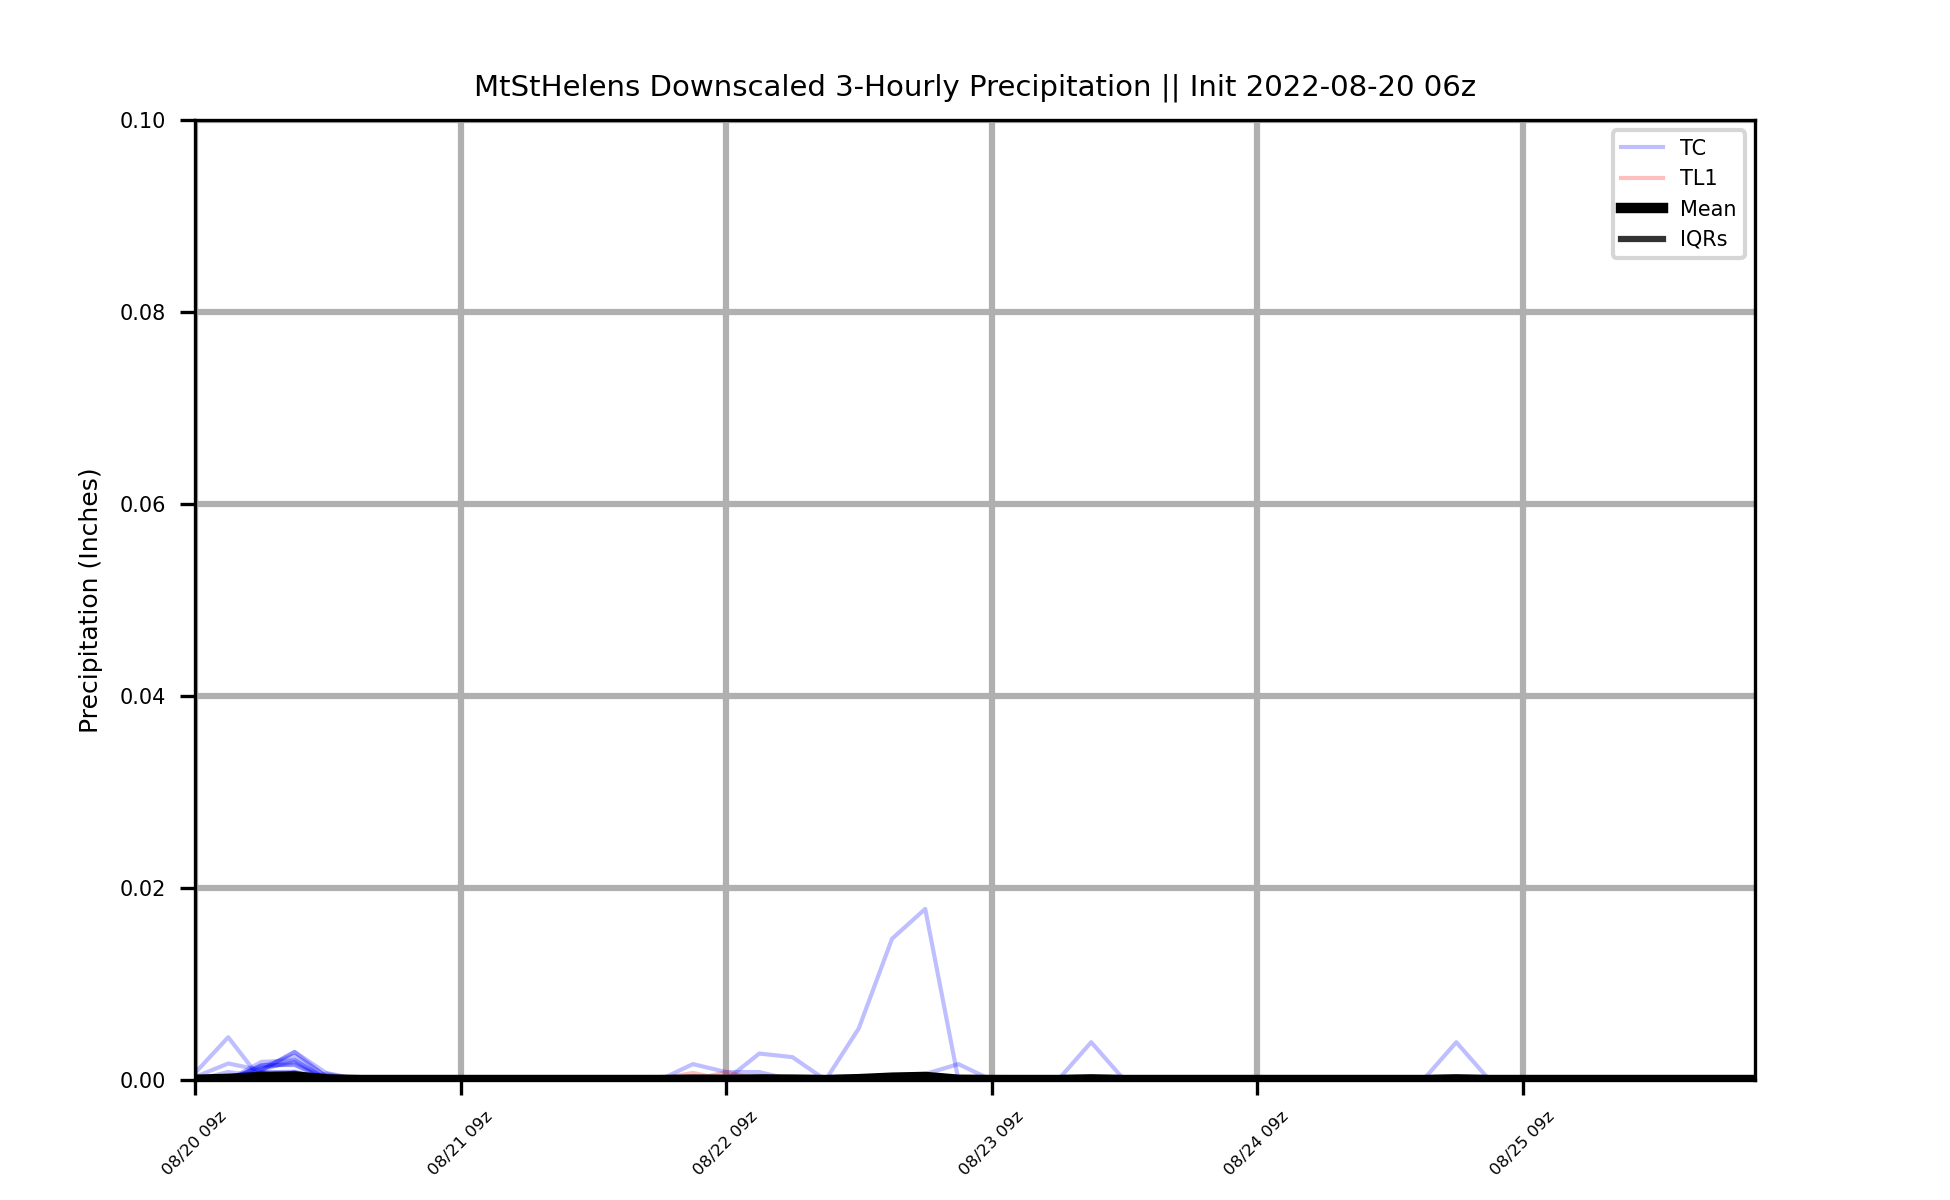 MtStHelens Downscaled 3-Hourly Precipitation || Init 2022-08-20 06z
TC
TL1
Mean
IQRs
Precipitation (Inches)
0.10
0.08
0.06
0.04
0.02
0.00
08/20 09z
08/21 09z
08/22 09z
08/23 09z
08/24 09z
08/25 09z